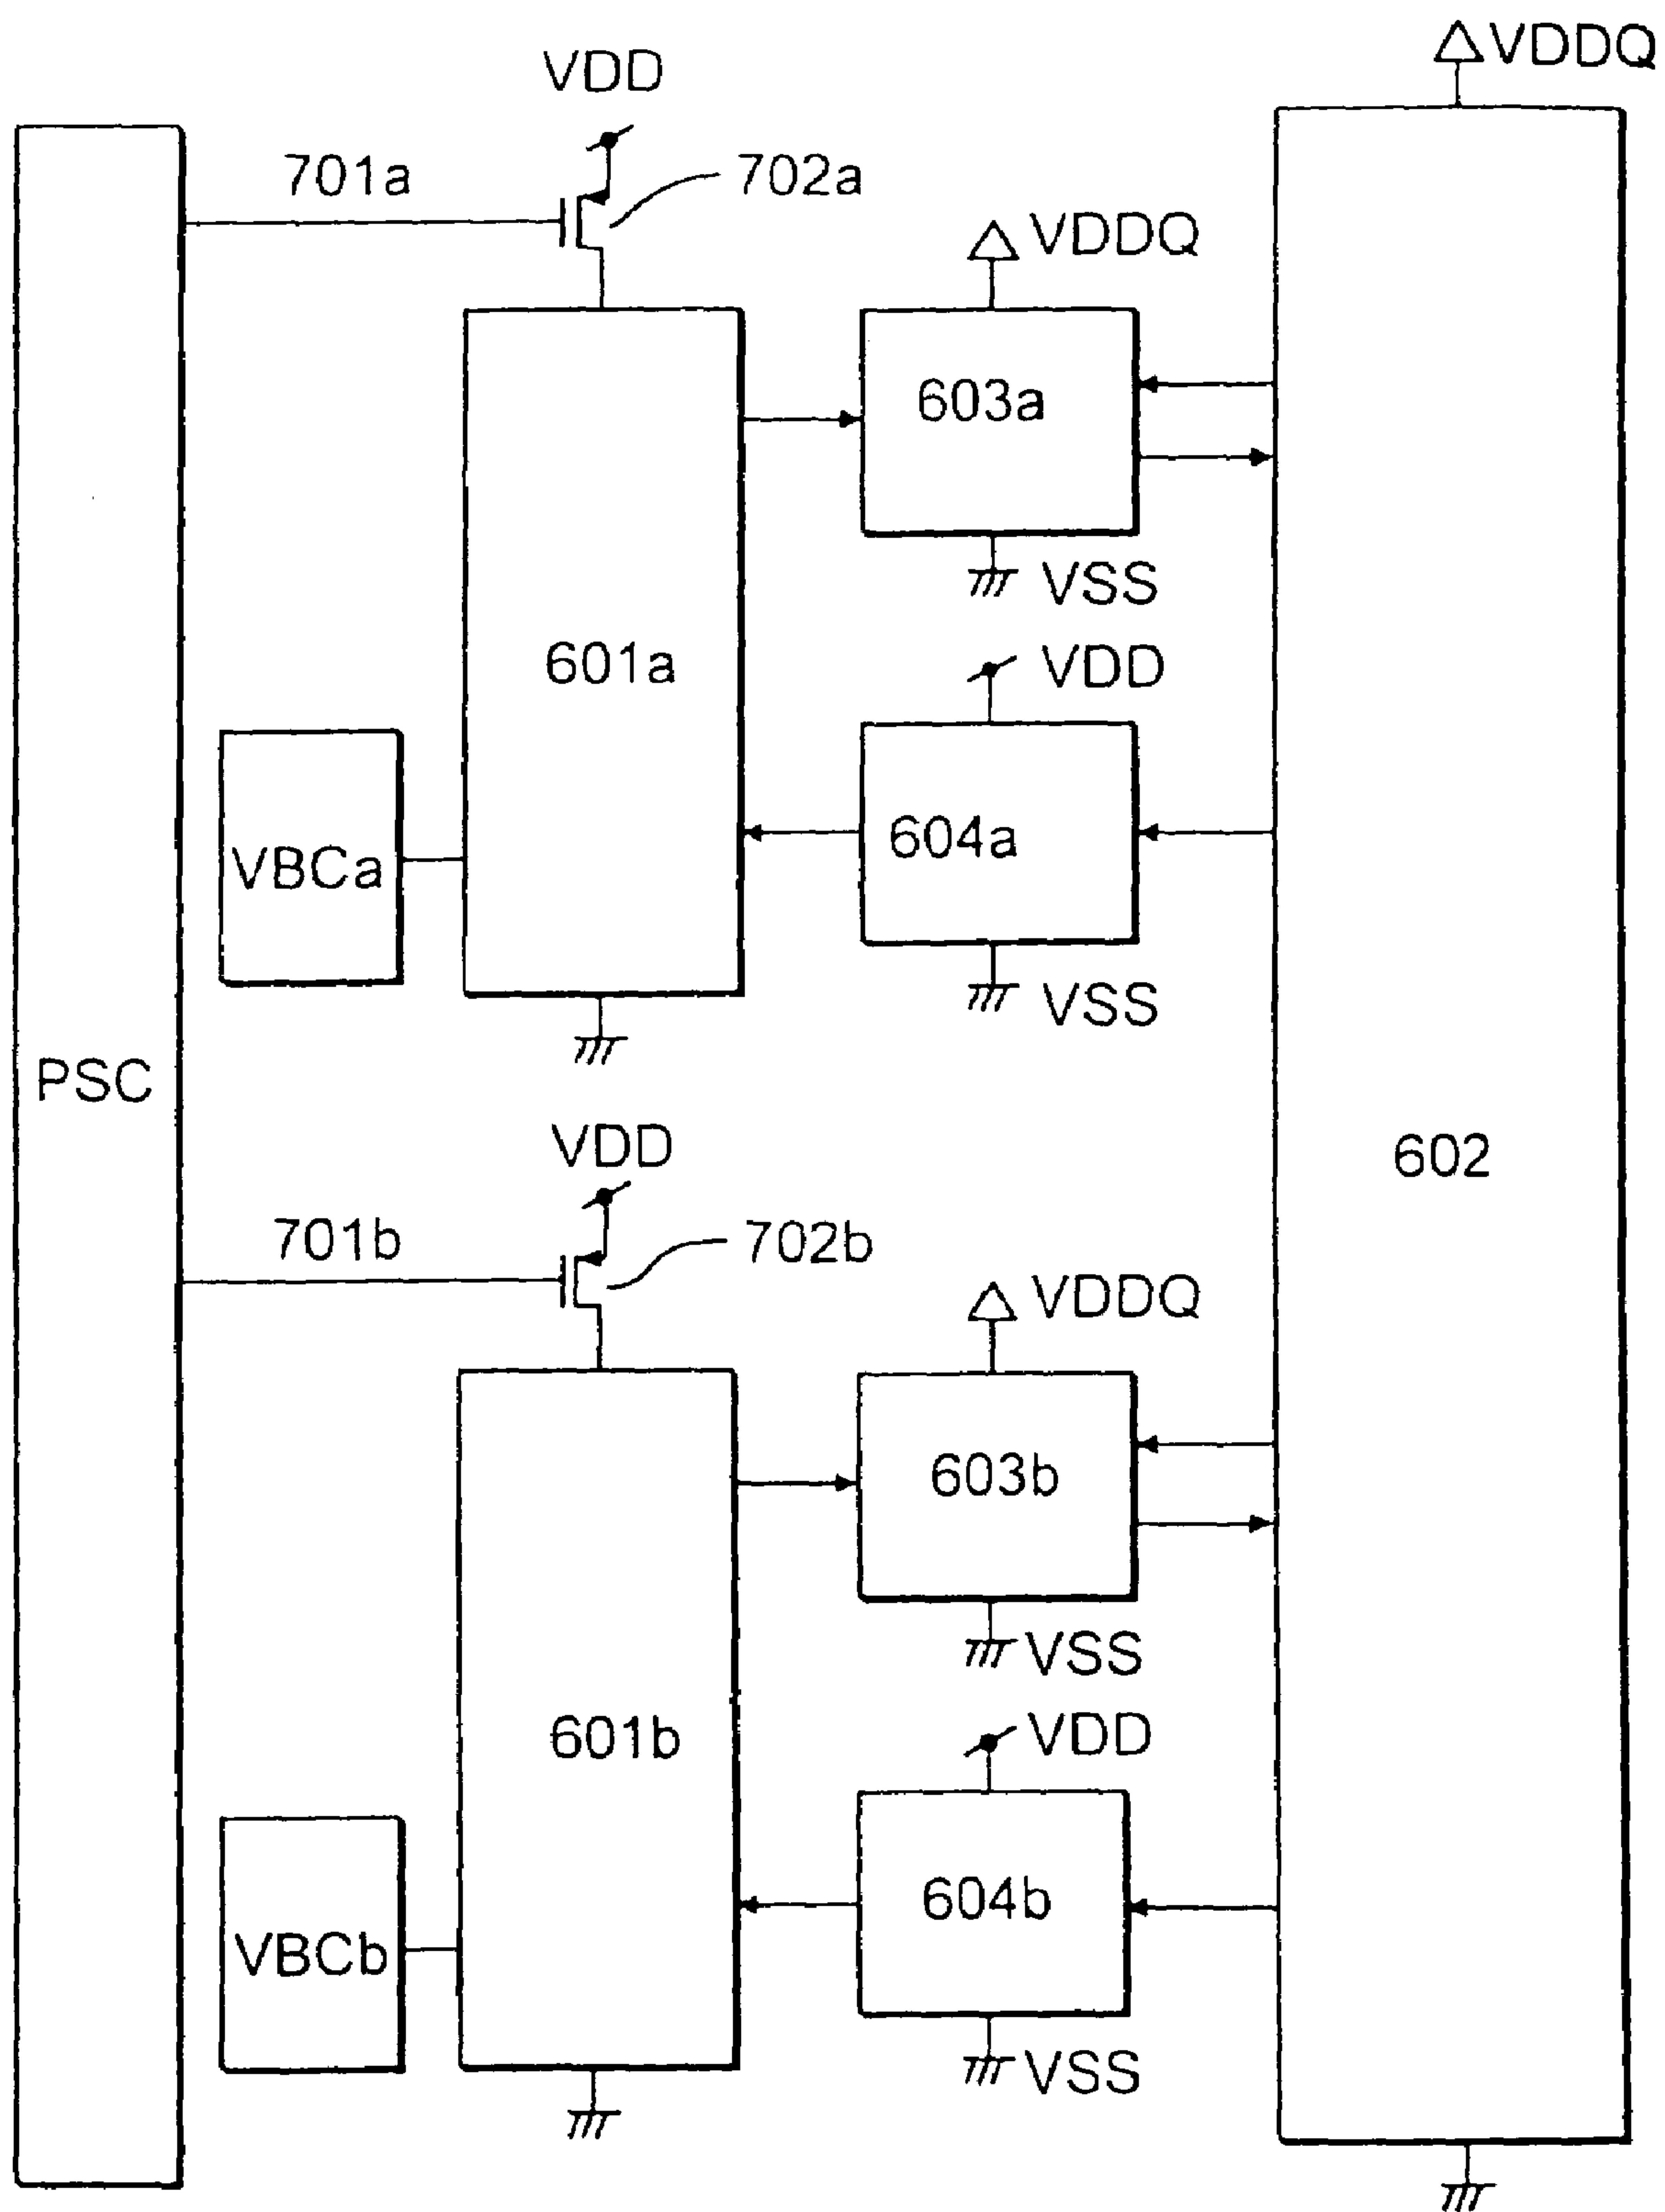 VDDQ
VDD
701a
702a
VDDQ
603a
VSS
601a
VDD
604a
VBCa
VSS
PSC
VDD
602
701b
702b
VDDQ
603b
VSS
601b
VDD
604b
VBCb
VSS